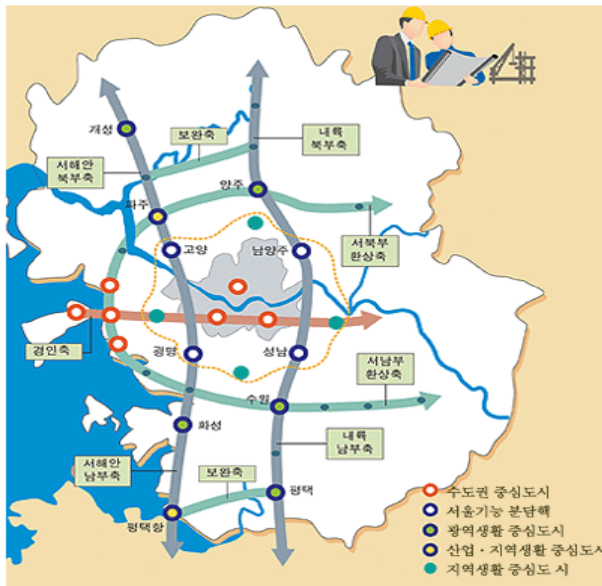 개성
보완축
내륙
북부축
서해안
북부축
양주
파주
고양
남양주
서북부
환상축
경인축
광명
성남
서남부
환상축
수원
화성
내륙
남부축
서해안
남부축
보완축
평택
평택항
수도권 중심도시
서울기능 분담핵
광역생활 중심도시
산업·지역생활 중심도시
지역생활 중심도 시